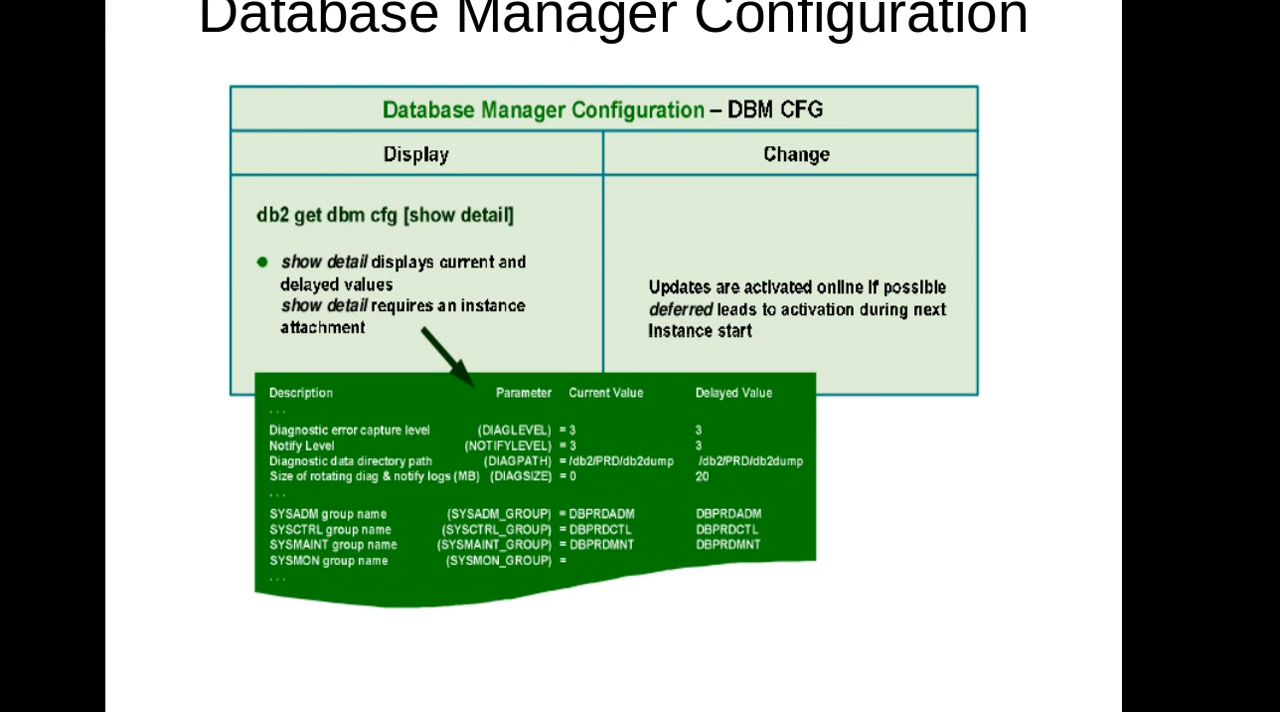 Database Manager Configuration
Database Manager Configuration – DBM CFG
Display Change
db2 get dbm cfg [show detail]
show detail displays current and
delayed values
show detail requires an instance
attachment
Updates are activated online if possible
deferred leads to activation during next
Instance start
Description Parameter Current Value Delayed Value
. . .
Diagnostic error capture level (DIAGLEVEL) = 3 3
Notify Level (NOTIFYLEVEL) = 3 3
Diagnostic data directory path (DIAGPATH) = /db2/PRD/db2dump /db2/PRD/db2dump
Size of rotating diag & notify logs (MB) (DIAGSIZE) = 0 20
. . .
SYSADM group name (SYSADM_GROUP) = DBPRDADM DBPRDADM
SYSCTRL group name (SYSCTRL_GROUP) = DBPRDCTL DBPRDCTL
SYSMAINT group name (SYSMAINT_GROUP) = DBPRDMNT DBPRDMNT
SYSMON group name (SYSMON_GROUP) =
. . .